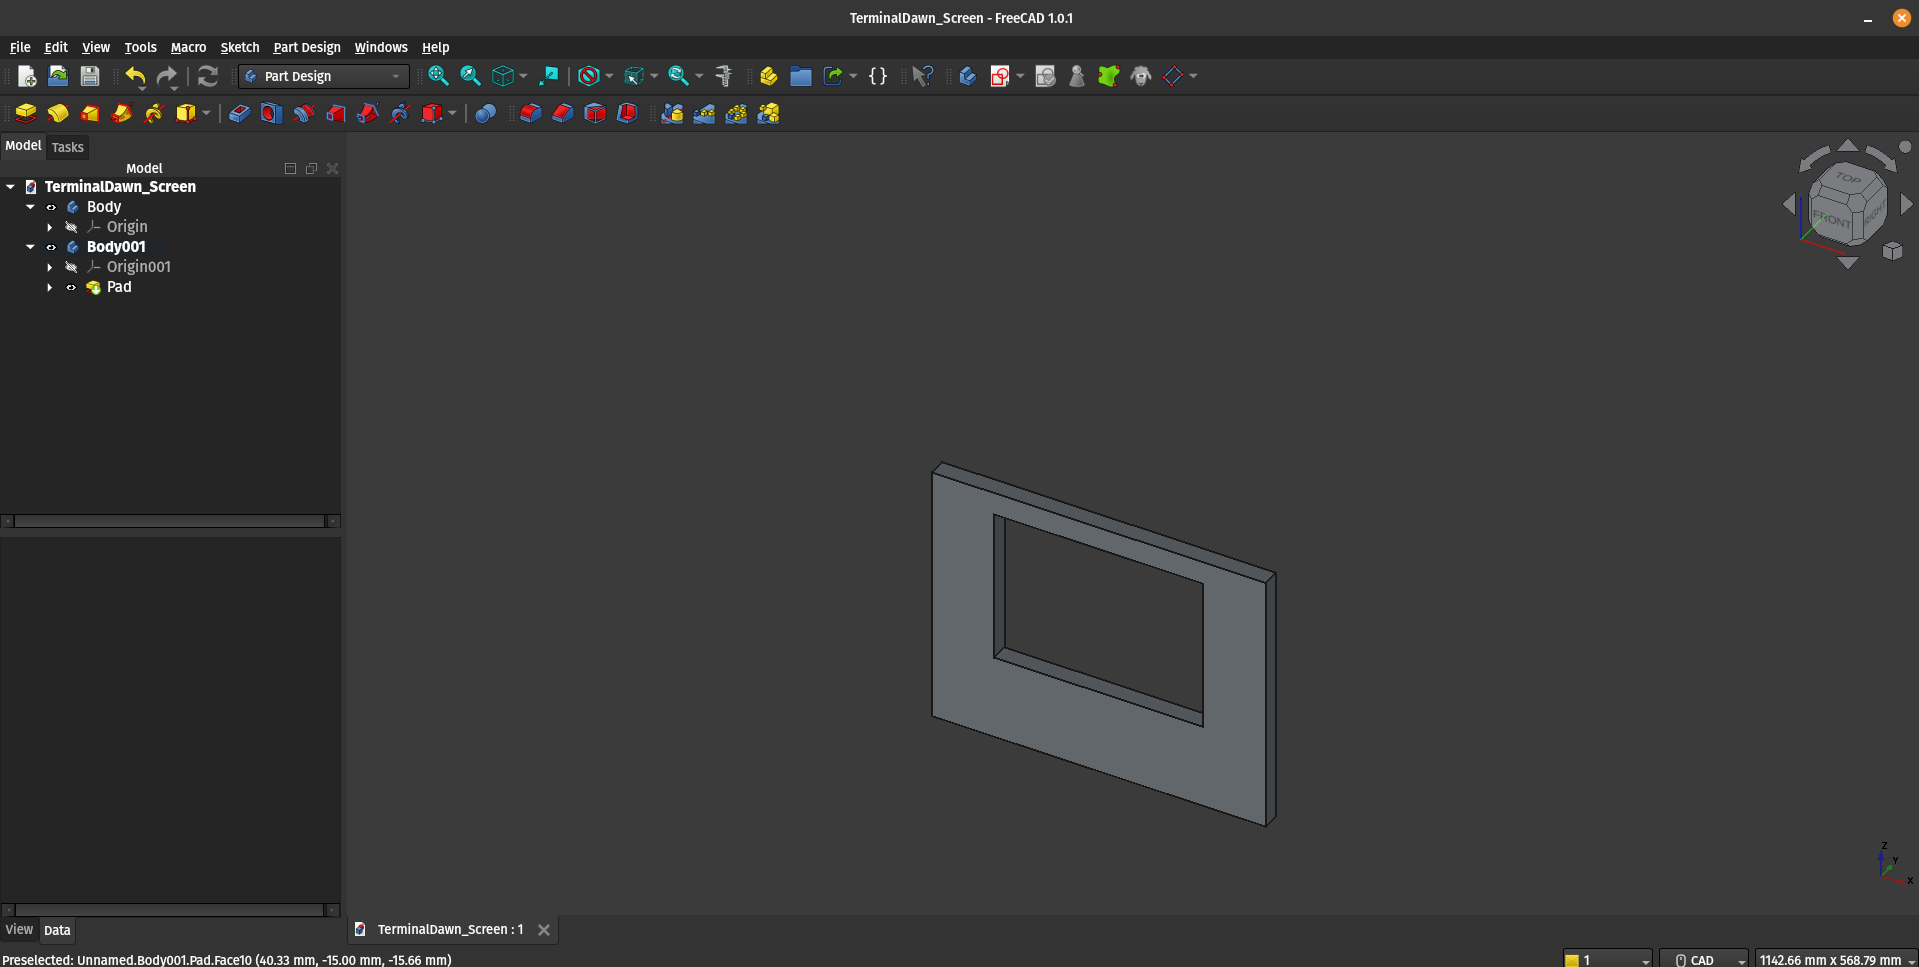 TerminalDawn_Screen - FreeCAD 1.0.1
File Edit View Tools Macro Sketch Part Design Windows Help
Part Design
Model Tasks
Model
TerminalDawn_Screen
Body
Origin
Body001
Origin001
Pad
TOP
FRONT
RIGHT
Z
Y
X
View Data
TerminalDawn_Screen : 1
Preselected: Unnamed.Body001.Pad.Face10 (40.33 mm, -15.00 mm, -15.66 mm)
1
CAD
1142.66 mm x 568.79 mm